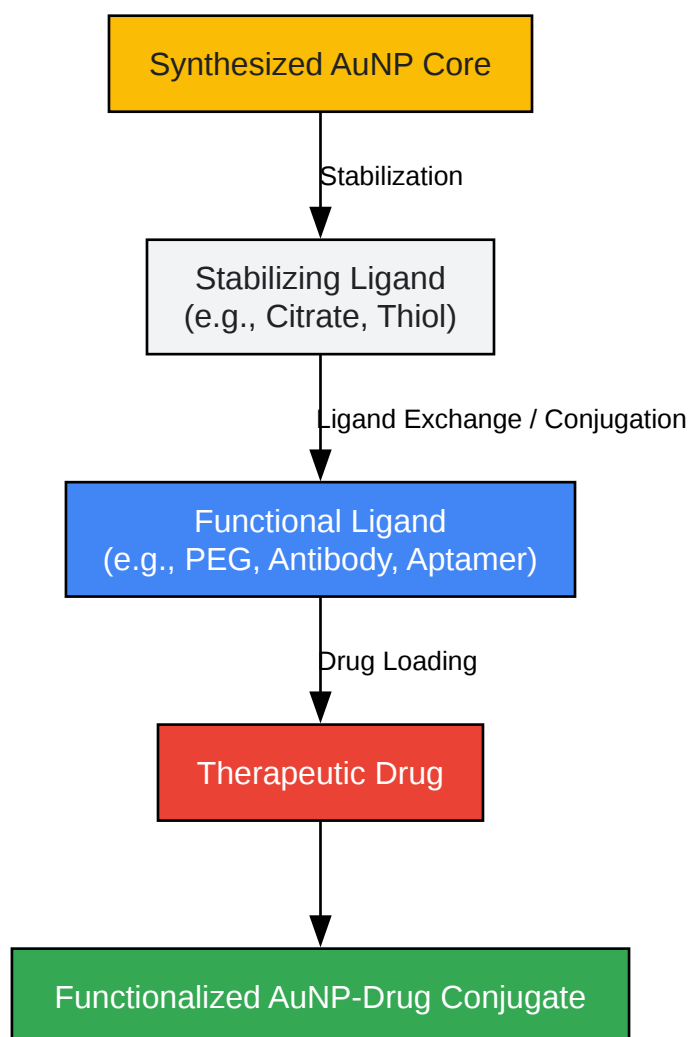 Synthesized AuNP Core
Stabilization
Stabilizing Ligand
(e.g., Citrate, Thiol)
Ligand Exchange / Conjugation
Functional Ligand
(e.g., PEG, Antibody, Aptamer)
Drug Loading
Therapeutic Drug
Functionalized AuNP-Drug Conjugate